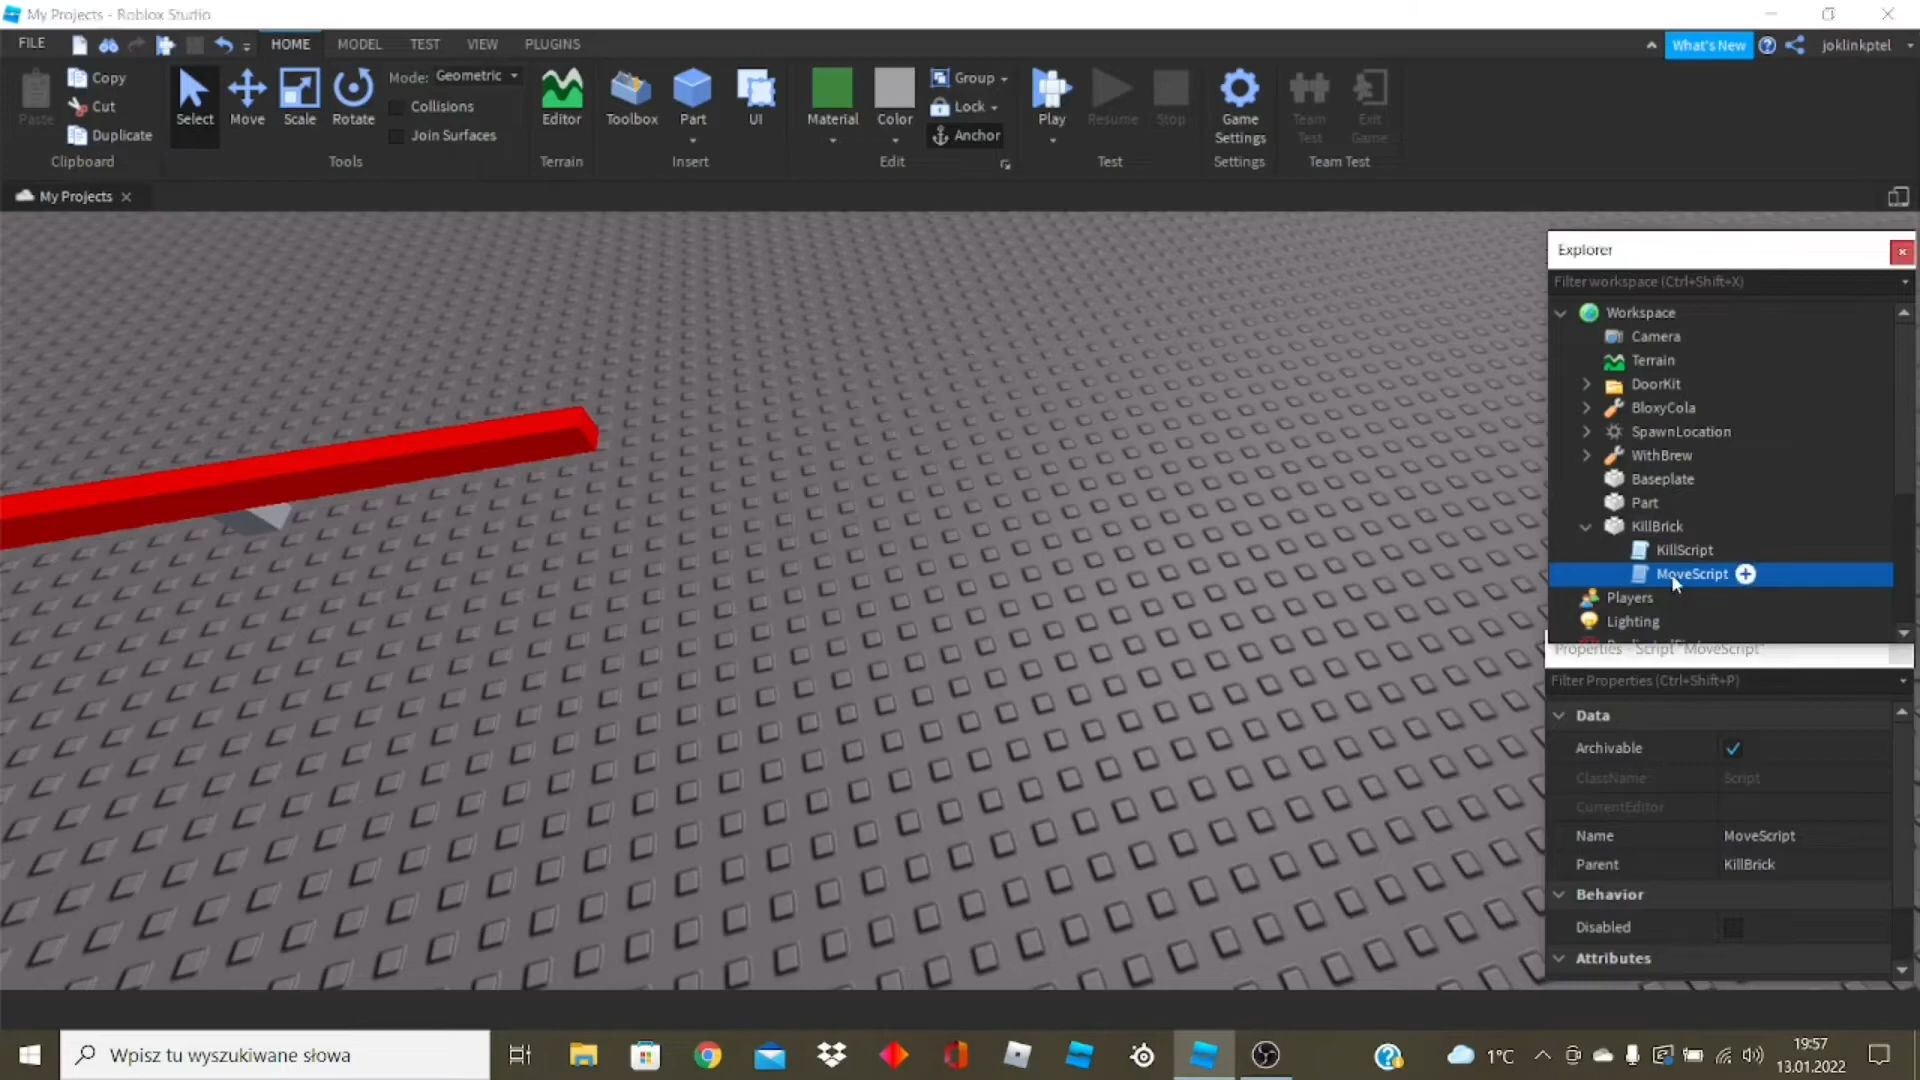 My Projects - Roblox Studio
FILE
HOME
MODEL
TEST
VIEW
PLUGINS
What's New
joklinkptel
Paste
Copy
Cut
Duplicate
Clipboard
Select
Move
Scale
Rotate
Mode: Geometric
Collisions
Join Surfaces
Tools
Editor
Terrain
Toolbox
Part
UI
Insert
Material
Color
Group
Lock
Anchor
Edit
Play
Resume
Stop
Test
Game Settings
Settings
Team Test
Exit Game
Team Test
My Projects
Explorer
Filter workspace (Ctrl+Shift+X)
Workspace
Camera
Terrain
DoorKit
BloxyCola
SpawnLocation
WithBrew
Baseplate
Part
KillBrick
KillScript
MoveScript
Players
Lighting
Properties - Script "MoveScript"
Filter Properties (Ctrl+Shift+P)
Data
Archivable
ClassName Script
CurrentEditor
Name MoveScript
Parent KillBrick
Behavior
Disabled
Attributes
Wpisz tu wyszukiwane słowa
1°C
19:57
13.01.2022